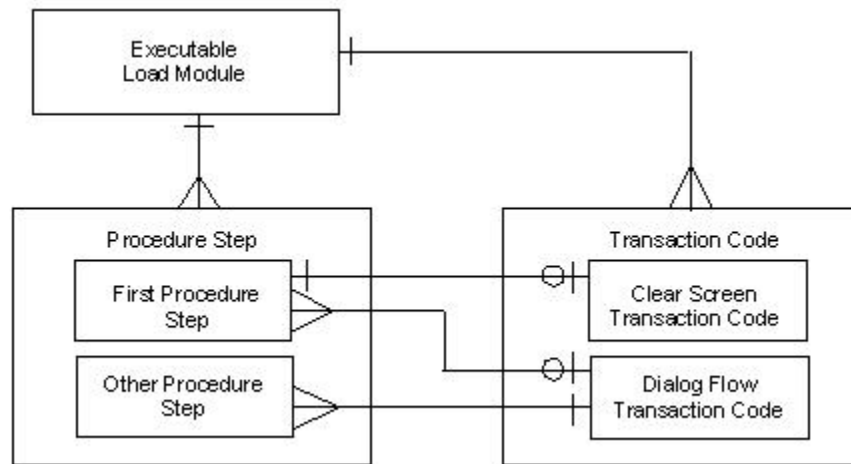 Executable
Load Module
Procedure Step
Transaction Code
First Procedure
Step
Clear Screen
Transaction Code
Other Procedure
Step
Dialog Flow
Transaction Code